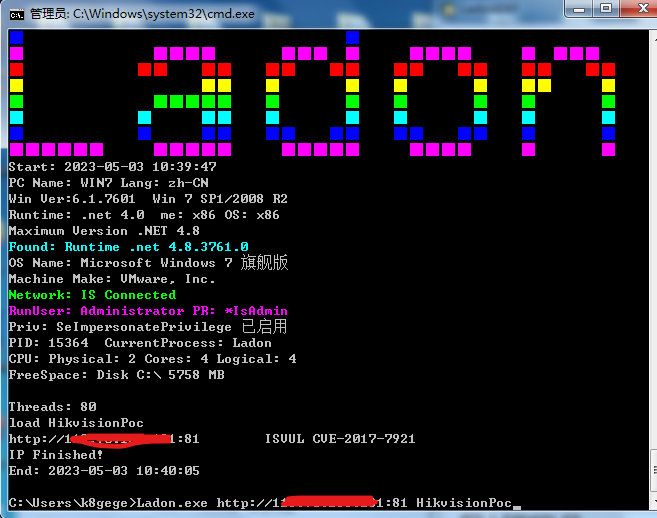 管理员: C:\Windows\system32\cmd.exe
Ladon
Start: 2023-05-03 10:39:47
PC Name: WIN7 Lang: zh-CN
Win Ver:6.1.7601  Win 7 SP1/2008 R2
Runtime: .net 4.0  me: x86 OS: x86
Maximum Version .NET 4.8
Found: Runtime .net 4.8.3761.0
OS Name: Microsoft Windows 7 旗舰版
Machine Make: VMware, Inc.
Network: IS Connected
RunUser: Administrator PR: *IsAdmin
Priv: SeImpersonatePrivilege 已启用
PID: 15364  CurrentProcess: Ladon
CPU: Physical: 2 Cores: 4 Logical: 4
FreeSpace: Disk C:\ 5758 MB
Threads: 80
load HikvisionPoc
http:// :81 ISVUL CVE-2017-7921
IP Finished!
End: 2023-05-03 10:40:05
C:\Users\k8gege>Ladon.exe http:// :81 HikvisionPoc